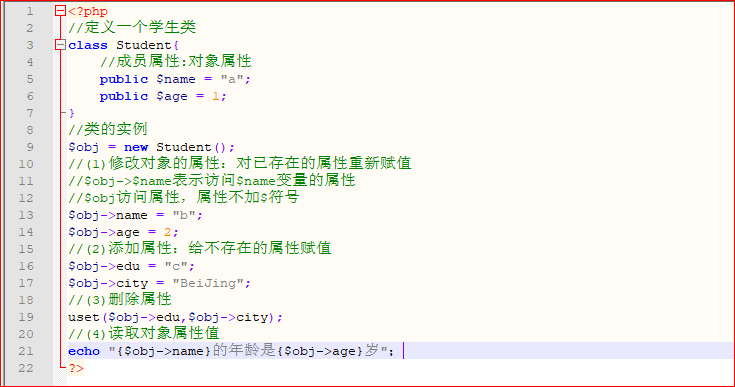 1 <?php
2 //定义一个学生类
3 class Student{
4 //成员属性:对象属性
5 public $name = "a";
6 public $age = 1;
7 }
8 //类的实例
9 $obj = new Student();
10 //(1)修改对象的属性：对已存在的属性重新赋值
11 //$obj->$name表示访问$name变量的属性
12 //$obj访问属性，属性不加$符号
13 $obj->name = "b";
14 $obj->age = 2;
15 //(2)添加属性：给不存在的属性赋值
16 $obj->edu = "c";
17 $obj->city = "BeiJing";
18 //(3)删除属性
19 uset($obj->edu,$obj->city);
20 //(4)读取对象属性值
21 echo "{$obj->name}的年龄是{$obj->age}岁"；
22 ?>